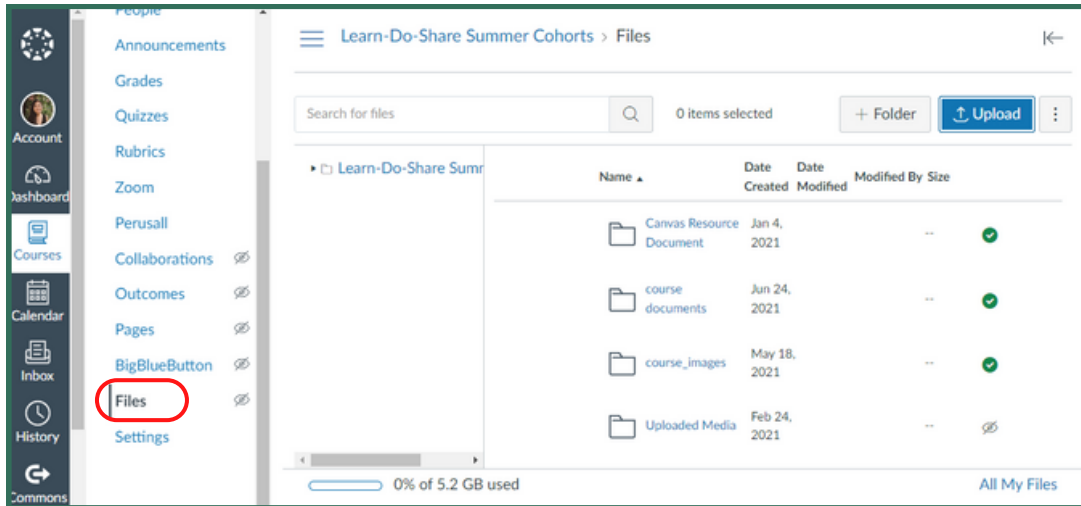 Account
Dashboard
Courses
Calendar
Inbox
History
Commons
People
Announcements
Grades
Quizzes
Rubrics
Zoom
Perusall
Collaborations
Outcomes
Pages
BigBlueButton
Files
Settings
Learn-Do-Share Summer Cohorts > Files
Search for files
0 items selected
+ Folder
Upload
Learn-Do-Share Sumr
Name
Date Created
Date Modified
Modified By
Size
Canvas Resource
Document
Jan 4,
2021
--
course
documents
Jun 24,
2021
--
course_images
May 18,
2021
--
Uploaded Media
Feb 24,
2021
--
0% of 5.2 GB used
All My Files